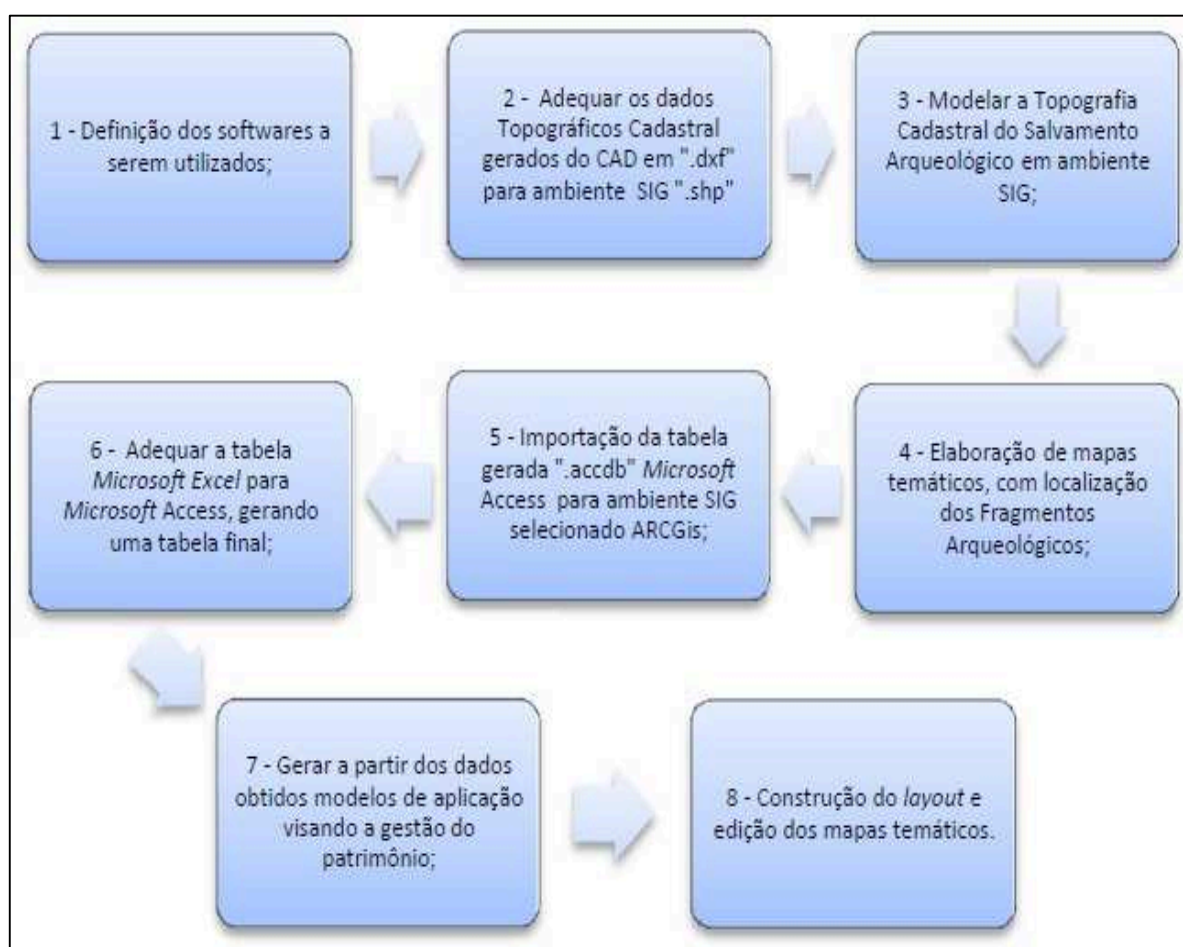 1 - Definição dos softwares a
serem utilizados;
2 - Adequar os dados
Topográficos Cadastral
gerados do CAD em ".dxf"
para ambiente SIG ".shp"
3 - Modelar a Topografia
Cadastral do Salvamento
Arqueológico em ambiente
SIG;
4 - Elaboração de mapas
temáticos, com localização
dos Fragmentos
Arqueológicos;
5 - Importação da tabela
gerada ".accdb" Microsoft
Access para ambiente SIG
selecionado ARCGis;
6 - Adequar a tabela
Microsoft Excel para
Microsoft Access, gerando
uma tabela final;
7 - Gerar a partir dos dados
obtidos modelos de aplicação
visando a gestão do
patrimônio;
8 - Construção do layout e
edição dos mapas temáticos.